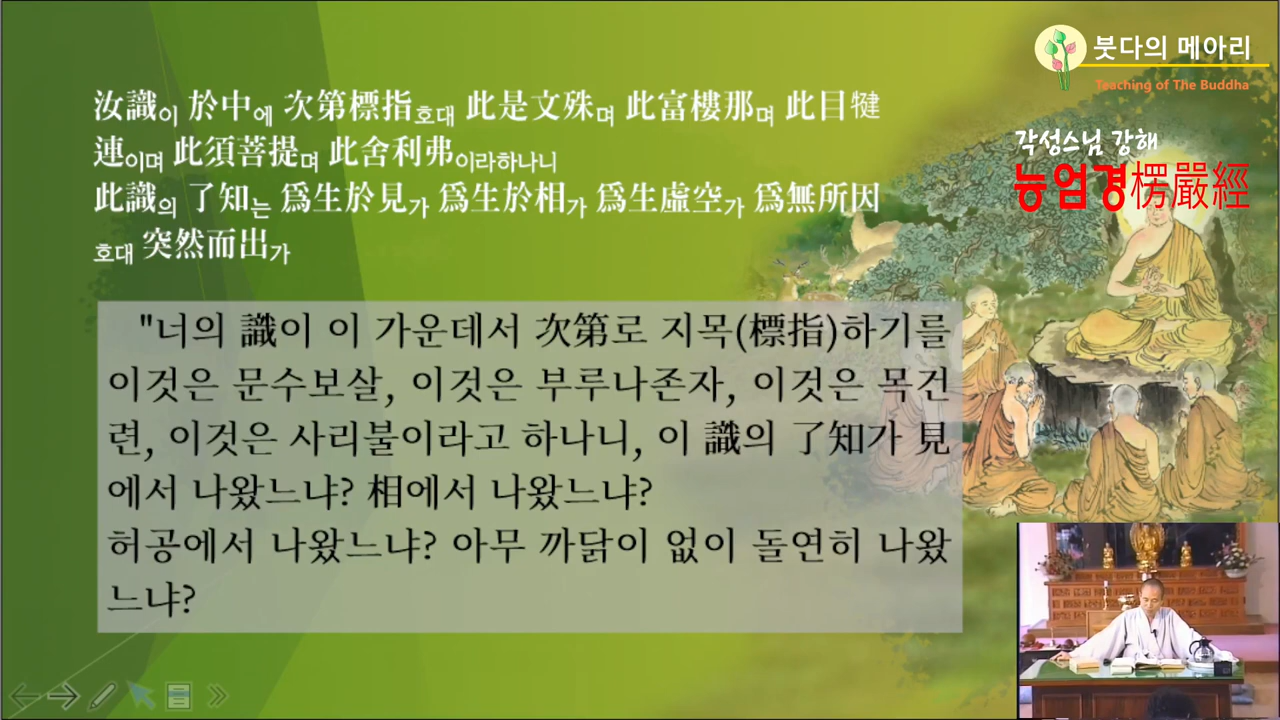 붓다의 메아리
Teaching of The Buddha
각성스님 강해
능엄경楞嚴經
汝識이 於中에 次第標指호대 此是文殊며 此富樓那며 此目犍
連이며 此須菩提며 此舍利弗이라하나니
此識의 了知는 爲生於見가 爲生於相가 爲生虛空가 爲無所因
호대 突然而出가
"너의 識이 이 가운데서 次第로 지목(標指)하기를
이것은 문수보살, 이것은 부루나존자, 이것은 목건
련, 이것은 사리불이라고 하나니, 이 識의 了知가 見
에서 나왔느냐? 相에서 나왔느냐?
허공에서 나왔느냐? 아무 까닭이 없이 돌연히 나왔
느냐?